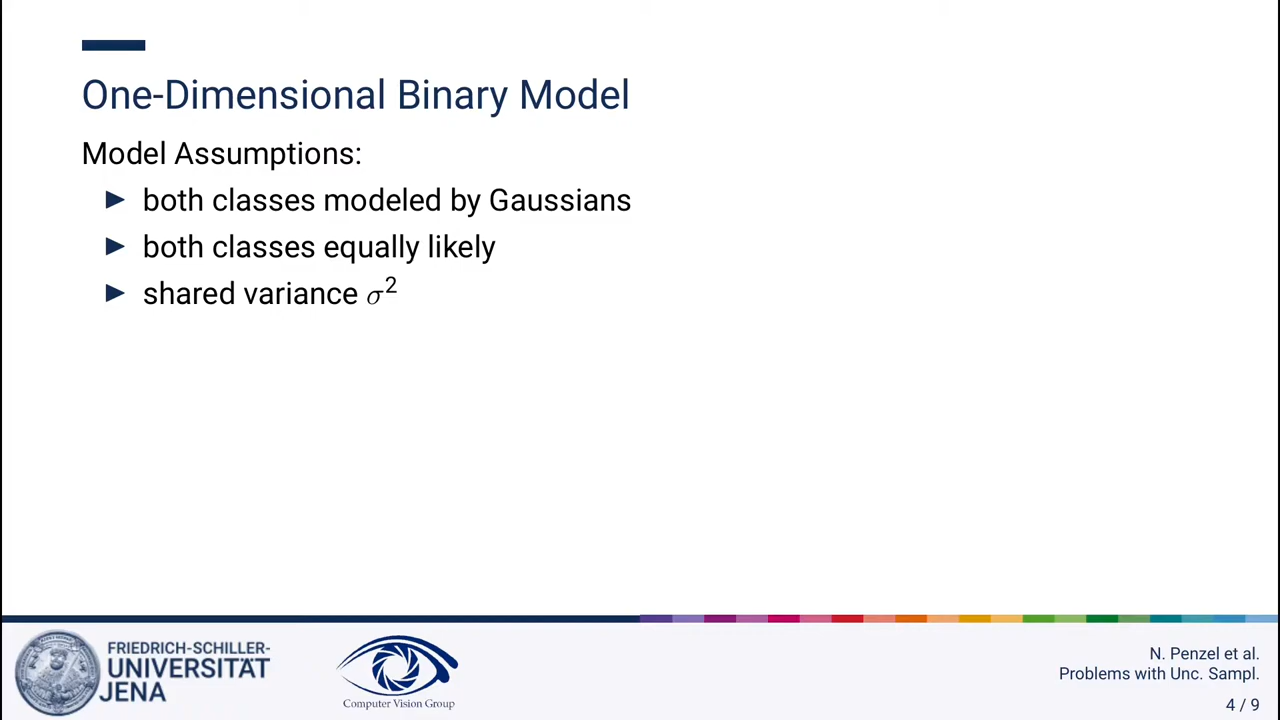 One-Dimensional Binary Model
Model Assumptions:
▶ both classes modeled by Gaussians
▶ both classes equally likely
▶ shared variance σ²
FRIEDRICH-SCHILLER-
UNIVERSITÄT
JENA
Computer Vision Group
N. Penzel et al.
Problems with Unc. Sampl.
4 / 9